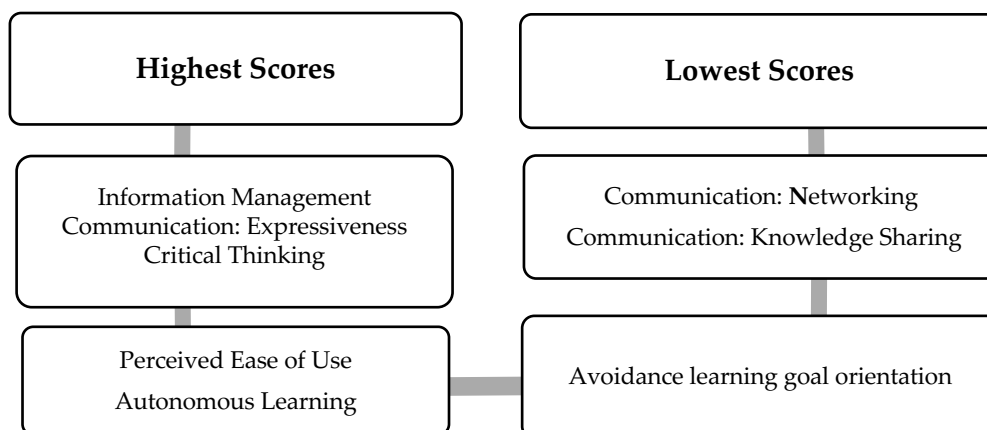 Highest Scores
Information Management
Communication: Expressiveness
Critical Thinking
Perceived Ease of Use
Autonomous Learning
Lowest Scores
Communication: Networking
Communication: Knowledge Sharing
Avoidance learning goal orientation